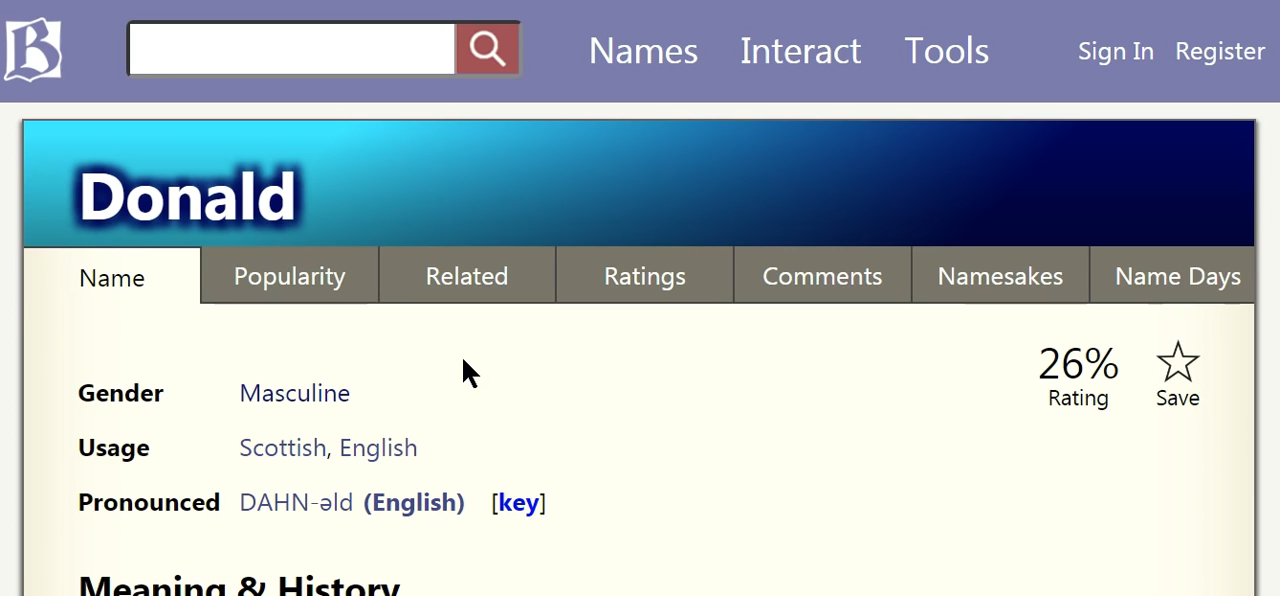 B
Names Interact Tools Sign In Register
Donald
Name Popularity Related Ratings Comments Namesakes Name Days
26%
Rating Save
Gender Masculine
Usage Scottish, English
Pronounced DAHN-əld (English) [key]
Meaning & History